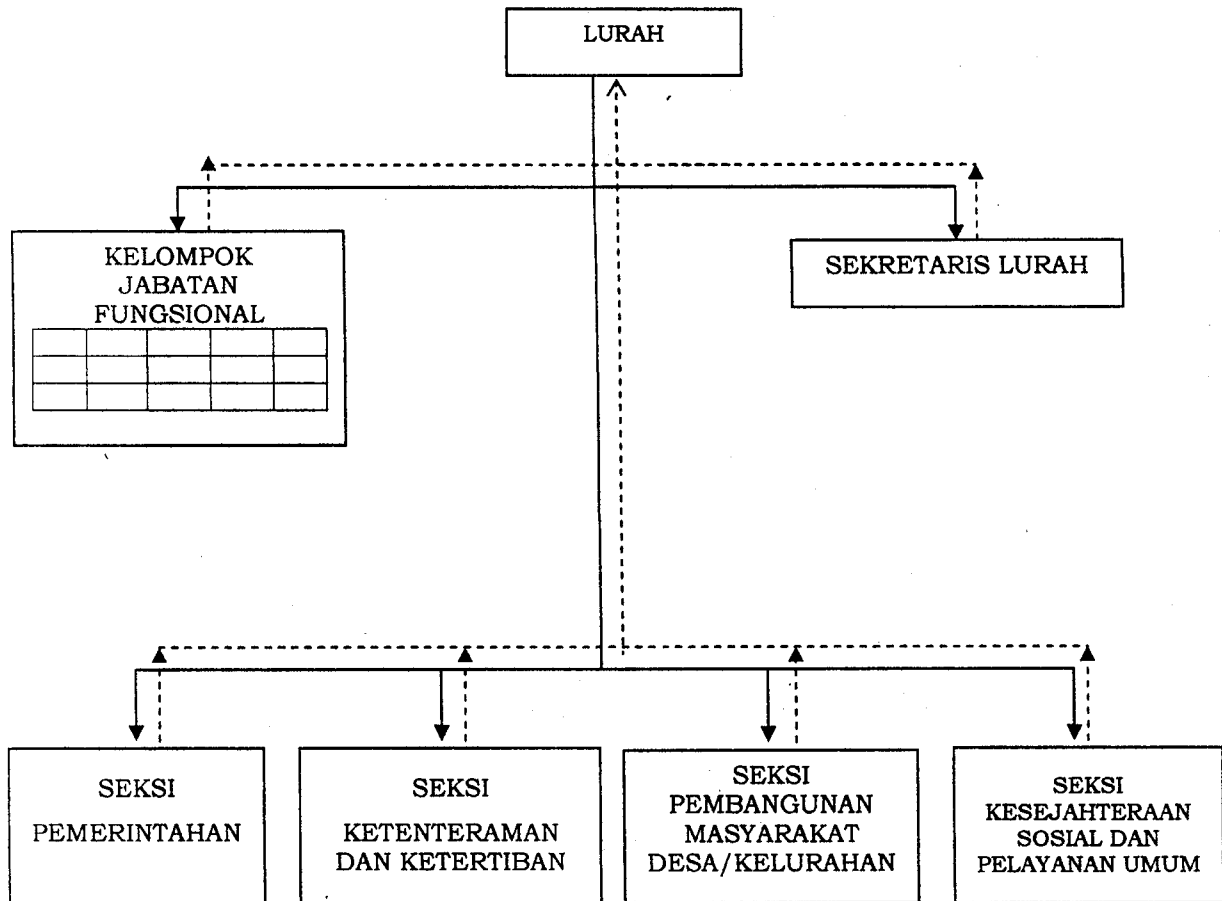 LURAH
KELOMPOK
JABATAN
FUNGSIONAL
SEKRETARIS LURAH
SEKSI
PEMERINTAHAN
SEKSI
KETENTERAMAN
DAN KETERTIBAN
SEKSI
PEMBANGUNAN
MASYARAKAT
DESA/KELURAHAN
SEKSI
KESEJAHTERAAN
SOSIAL DAN
PELAYANAN UMUM